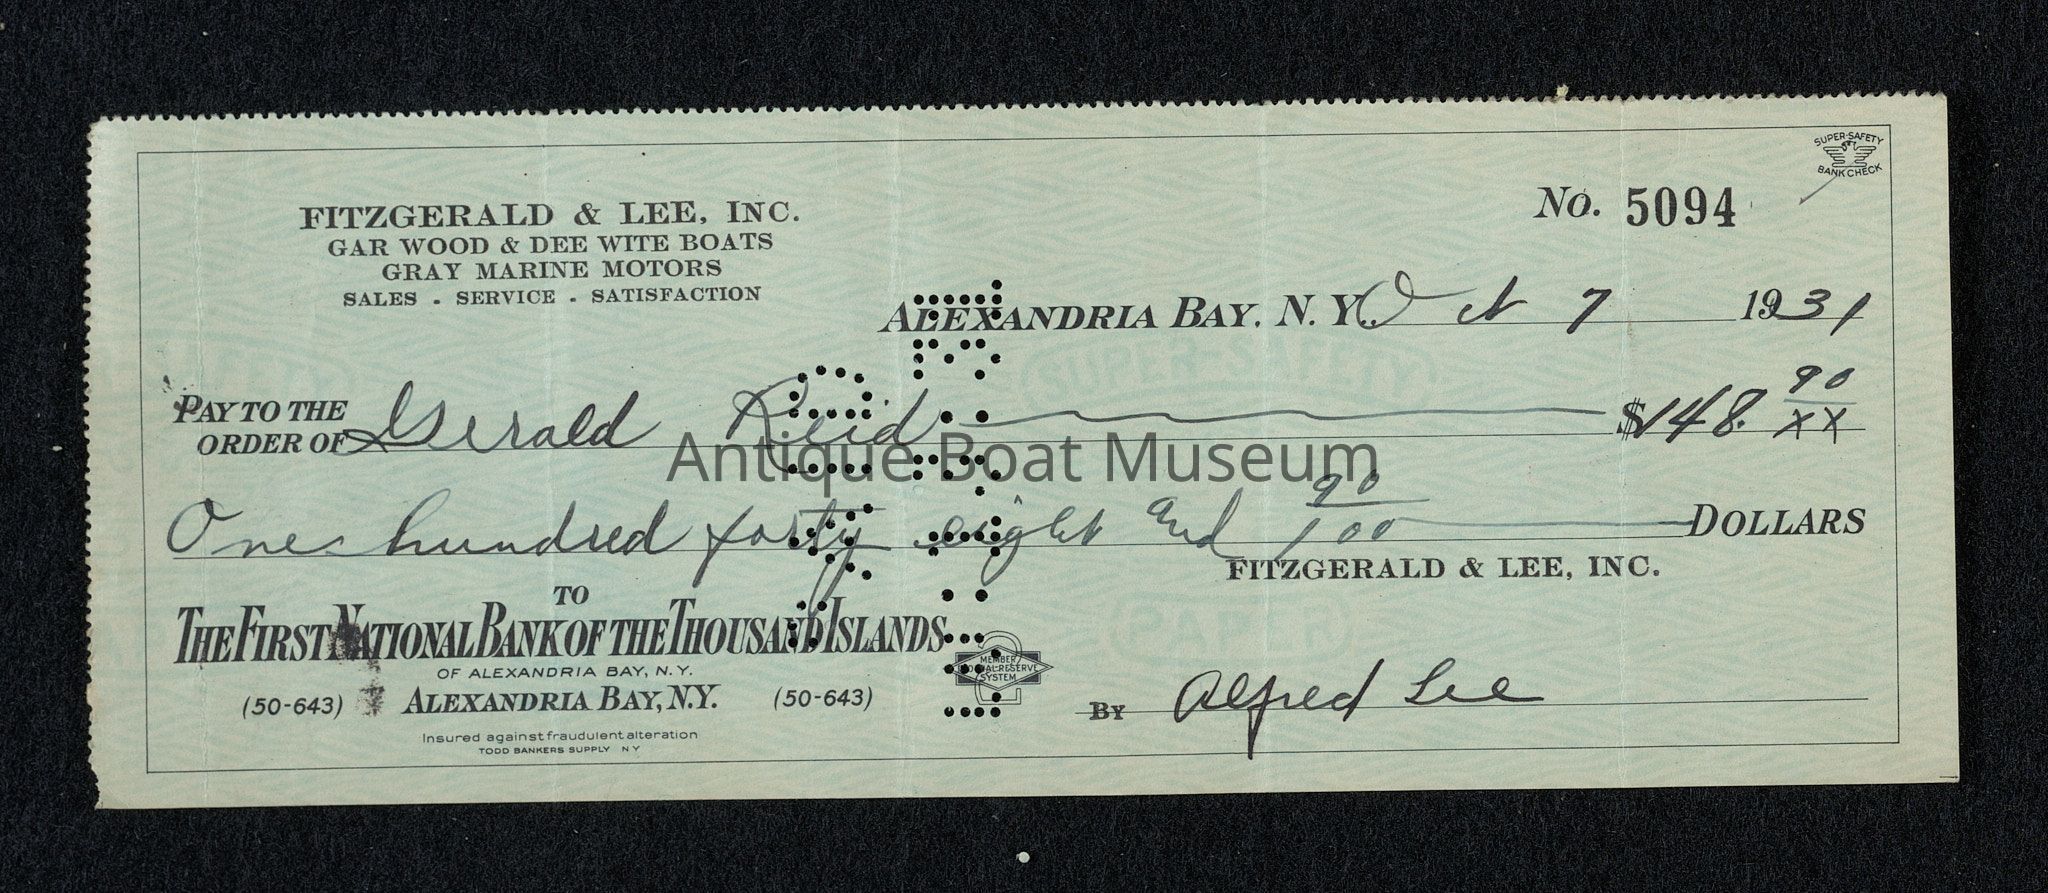 SUPER-SAFETY
BANK CHECK
No. 5094
FITZGERALD & LEE, INC.
GAR WOOD & DEE WITE BOATS
GRAY MARINE MOTORS
SALES . SERVICE . SATISFACTION
ALEXANDRIA BAY, N. Y. Oct 7 1931
SUPER-SAFETY
PAY TO THE
ORDER OF Gerald Reid $148. 90/XX
Antique Boat Museum
One hundred forty eight and 90/100 DOLLARS
FITZGERALD & LEE, INC.
TO
THE FIRST NATIONAL BANK OF THE THOUSAND ISLANDS
PAPER
OF ALEXANDRIA BAY, N.Y.
MEMBER
FEDERAL RESERVE
SYSTEM
(50-643) ALEXANDRIA BAY, N.Y. (50-643)
By Alfred Lee
Insured against fraudulent alteration
TODD BANKERS SUPPLY NY